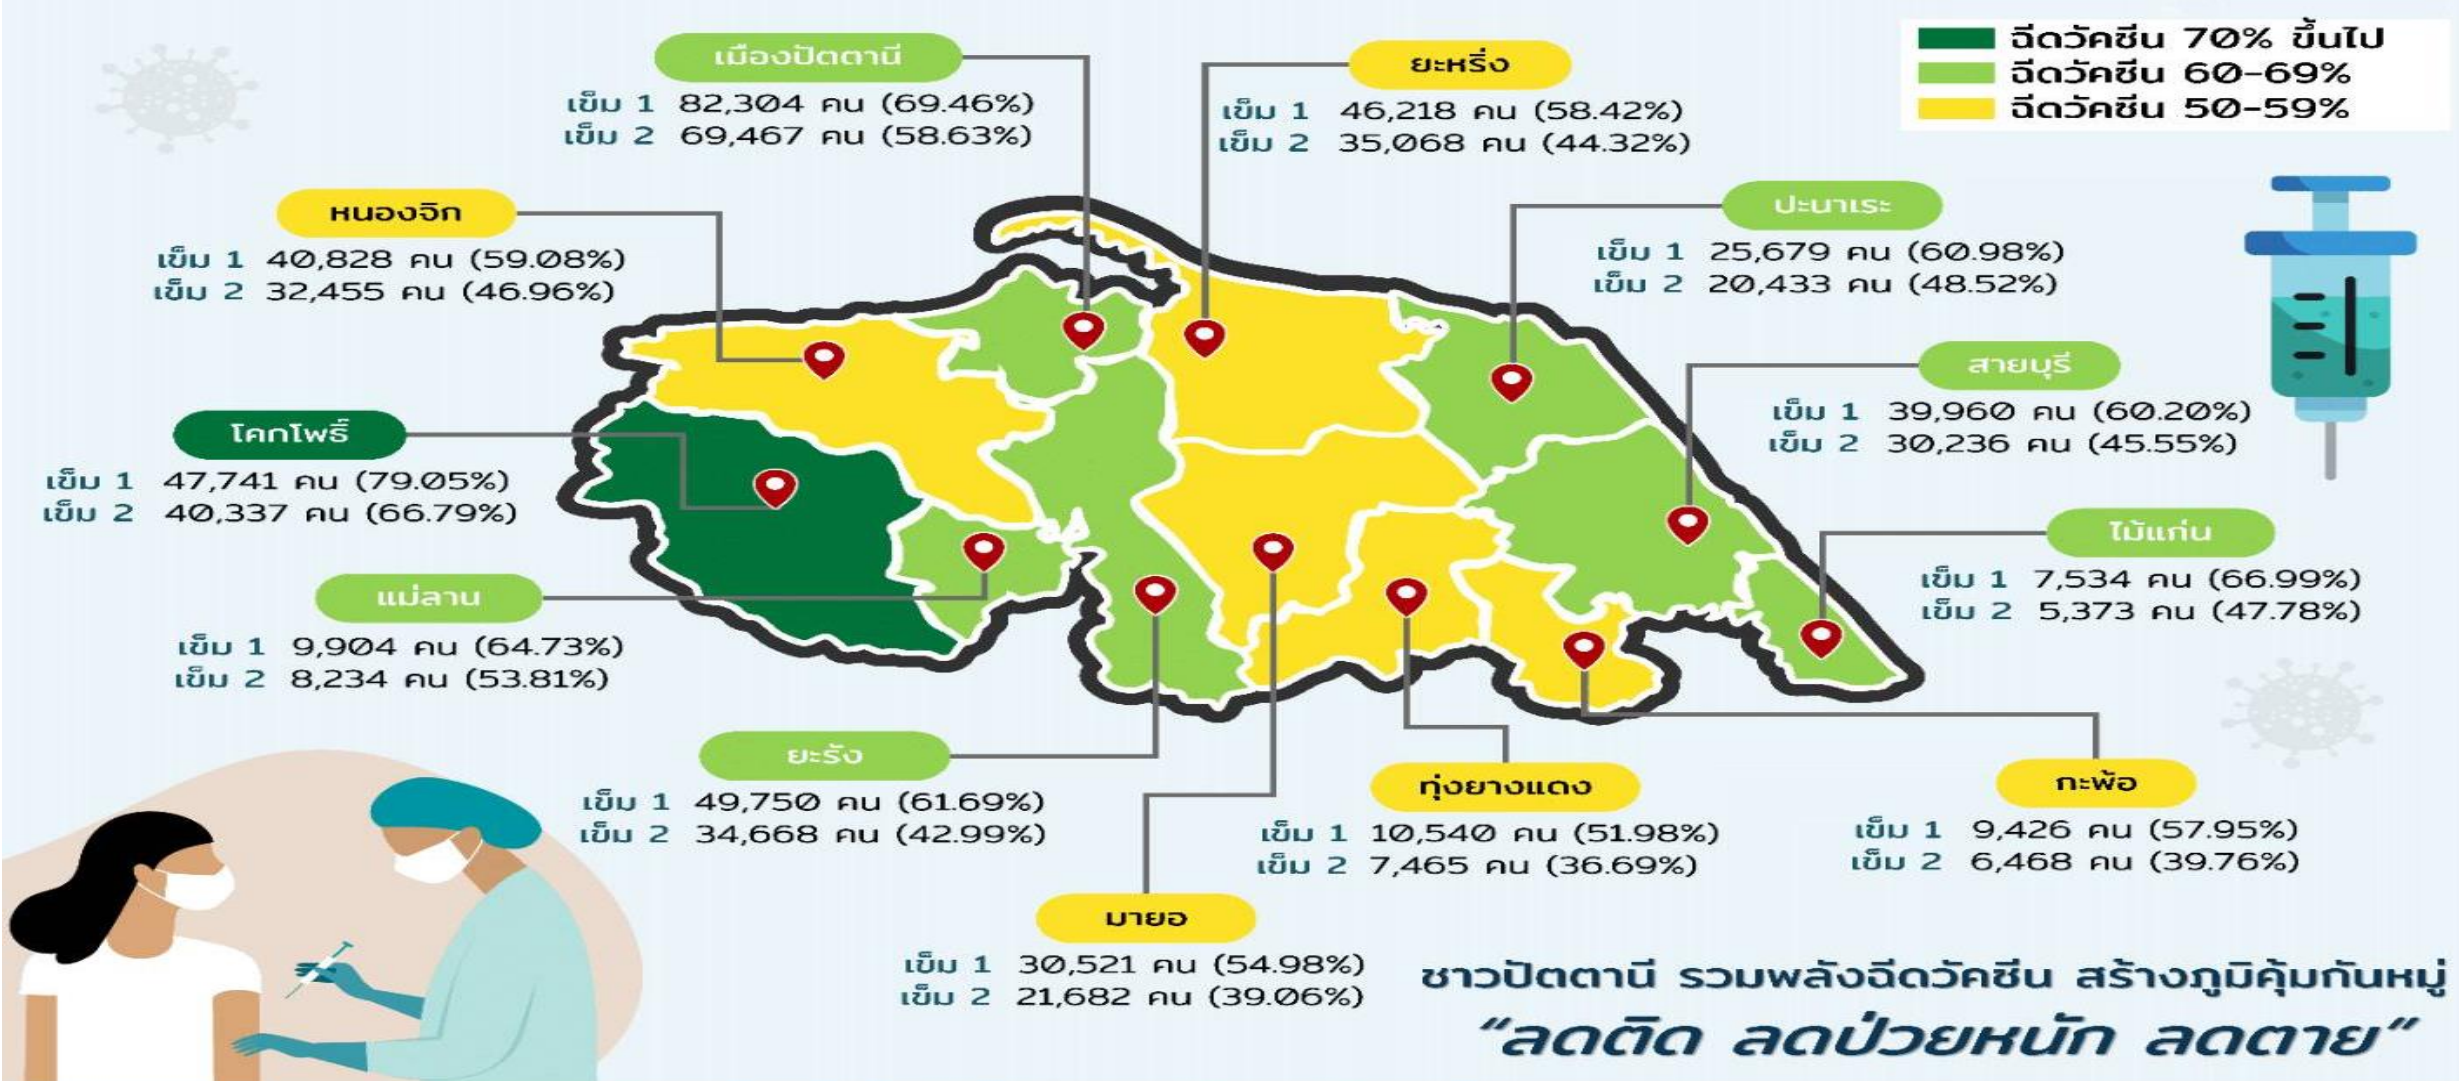 ฉีดวัคซีน 70% ขึ้นไป
ฉีดวัคซีน 60-69%
ฉีดวัคซีน 50-59%
เมืองปัตตานี
เข็ม 1 82,304 คน (69.46%)
เข็ม 2 69,467 คน (58.63%)
ยะหริ่ง
เข็ม 1 46,218 คน (58.42%)
เข็ม 2 35,068 คน (44.32%)
หนองจิก
เข็ม 1 40,828 คน (59.08%)
เข็ม 2 32,455 คน (46.96%)
ปะนาเระ
เข็ม 1 25,679 คน (60.98%)
เข็ม 2 20,433 คน (48.52%)
สายบุรี
เข็ม 1 39,960 คน (60.20%)
เข็ม 2 30,236 คน (45.55%)
โคกโพธิ์
เข็ม 1 47,741 คน (79.05%)
เข็ม 2 40,337 คน (66.79%)
ไม้แก่น
เข็ม 1 7,534 คน (66.99%)
เข็ม 2 5,373 คน (47.78%)
แม่ลาน
เข็ม 1 9,904 คน (64.73%)
เข็ม 2 8,234 คน (53.81%)
ยะรัง
เข็ม 1 49,750 คน (61.69%)
เข็ม 2 34,668 คน (42.99%)
ทุ่งยางแดง
เข็ม 1 10,540 คน (51.98%)
เข็ม 2 7,465 คน (36.69%)
กะพ้อ
เข็ม 1 9,426 คน (57.95%)
เข็ม 2 6,468 คน (39.76%)
มายอ
เข็ม 1 30,521 คน (54.98%)
เข็ม 2 21,682 คน (39.06%)
ชาวปัตตานี รวมพลังฉีดวัคซีน สร้างภูมิคุ้มกันหมู่
“ลดติด ลดป่วยหนัก ลดตาย”